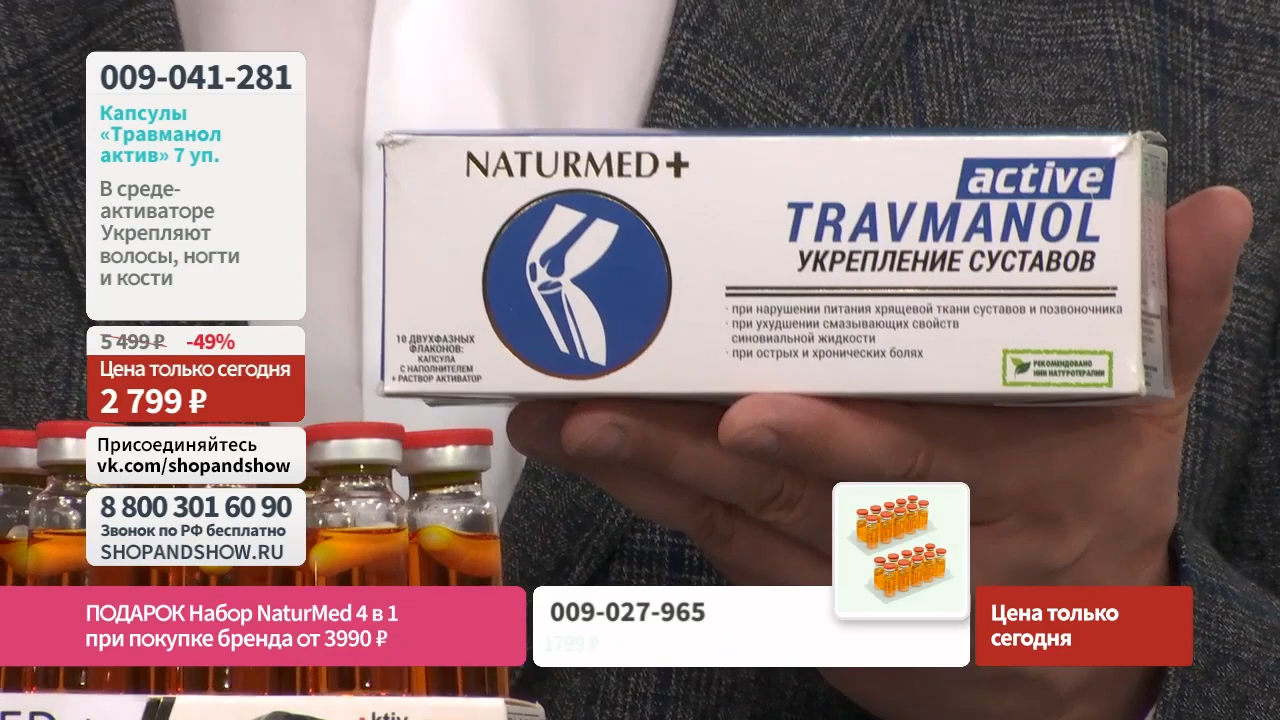 009-041-281
Капсулы
«Травманол
актив» 7 уп.
В среде-
активаторе
Укрепляют
волосы, ногти
и кости
5 499 ₽ -49%
Цена только сегодня
2 799 ₽
Присоединяйтесь
vk.com/shopandshow
8 800 301 60 90
Звонок по РФ бесплатно
SHOPANDSHOW.RU
NATURMED+
active
TRAVMANOL
УКРЕПЛЕНИЕ СУСТАВОВ
· при нарушении питания хрящевой ткани суставов и позвоночника
· при ухудшении смазывающих свойств
синовиальной жидкости
· при острых и хронических болях
10 ДВУХФАЗНЫХ
ФЛАКОНОВ:
КАПСУЛА
С НАПОЛНИТЕЛЕМ
+ РАСТВОР АКТИВАТОР
РЕКОМЕНДОВАНО
НИИ НАТУРОТЕРАПИИ
ПОДАРОК Набор NaturMed 4 в 1
при покупке бренда от 3990 ₽
009-027-965
1799 ₽
Цена только
сегодня